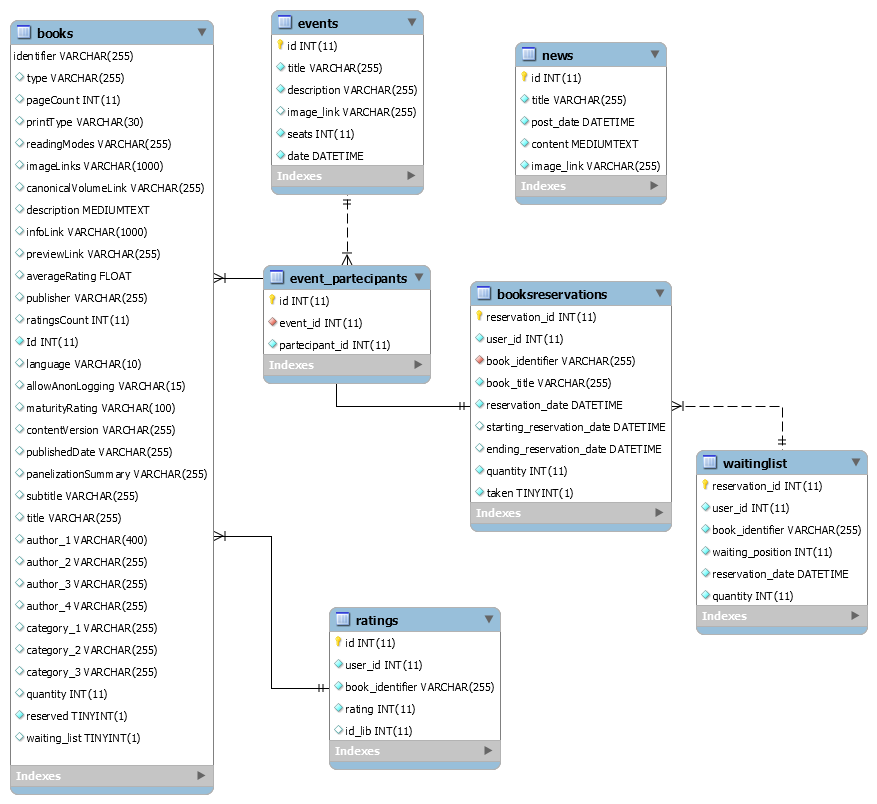 books
identifier VARCHAR(255)
type VARCHAR(255)
pageCount INT(11)
printType VARCHAR(30)
readingModes VARCHAR(255)
imageLinks VARCHAR(1000)
canonicalVolumeLink VARCHAR(255)
description MEDIUMTEXT
infoLink VARCHAR(1000)
previewLink VARCHAR(255)
averageRating FLOAT
publisher VARCHAR(255)
ratingsCount INT(11)
Id INT(11)
language VARCHAR(10)
allowAnonLogging VARCHAR(15)
maturityRating VARCHAR(100)
contentVersion VARCHAR(255)
publishedDate VARCHAR(255)
panelizationSummary VARCHAR(255)
subtitle VARCHAR(255)
title VARCHAR(255)
author_1 VARCHAR(400)
author_2 VARCHAR(255)
author_3 VARCHAR(255)
author_4 VARCHAR(255)
category_1 VARCHAR(255)
category_2 VARCHAR(255)
category_3 VARCHAR(255)
quantity INT(11)
reserved TINYINT(1)
waiting_list TINYINT(1)
Indexes
events
id INT(11)
title VARCHAR(255)
description VARCHAR(255)
image_link VARCHAR(255)
seats INT(11)
date DATETIME
Indexes
news
id INT(11)
title VARCHAR(255)
post_date DATETIME
content MEDIUMTEXT
image_link VARCHAR(255)
Indexes
event_partecipants
id INT(11)
event_id INT(11)
partecipant_id INT(11)
Indexes
booksreservations
reservation_id INT(11)
user_id INT(11)
book_identifier VARCHAR(255)
book_title VARCHAR(255)
reservation_date DATETIME
starting_reservation_date DATETIME
ending_reservation_date DATETIME
quantity INT(11)
taken TINYINT(1)
Indexes
waitinglist
reservation_id INT(11)
user_id INT(11)
book_identifier VARCHAR(255)
waiting_position INT(11)
reservation_date DATETIME
quantity INT(11)
Indexes
ratings
id INT(11)
user_id INT(11)
book_identifier VARCHAR(255)
rating INT(11)
id_lib INT(11)
Indexes